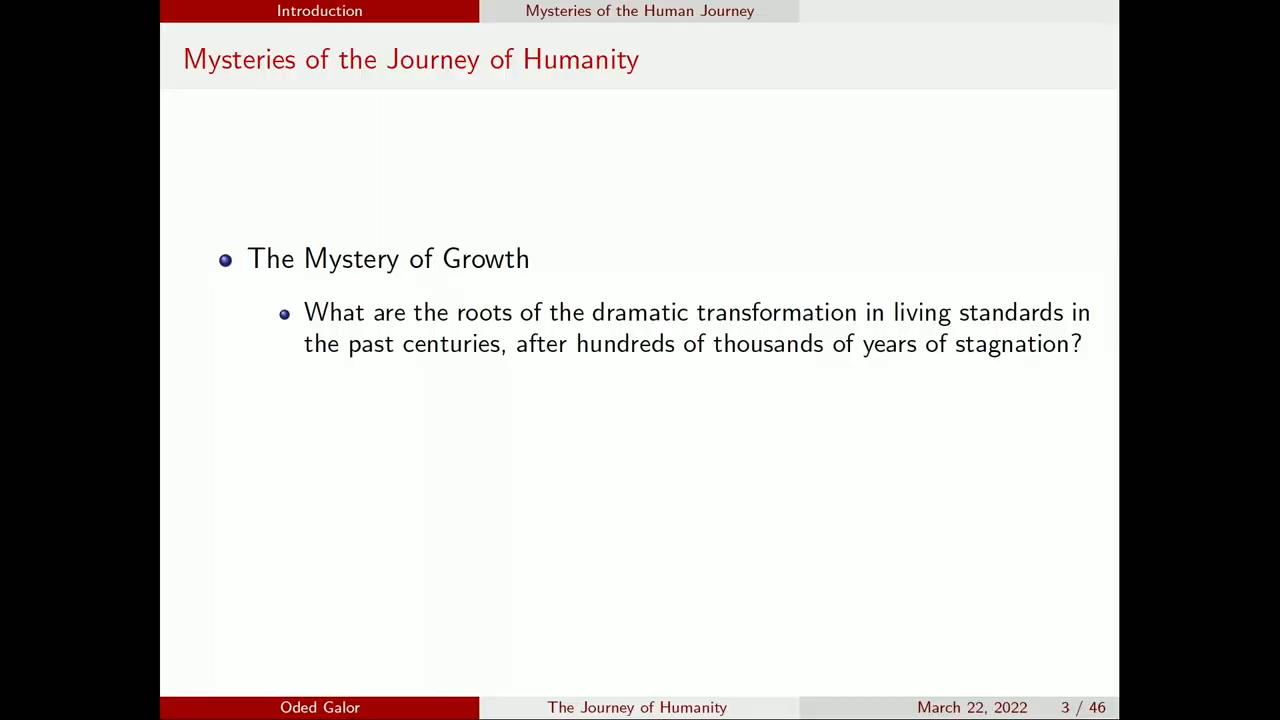 Introduction
Mysteries of the Human Journey
Mysteries of the Journey of Humanity
The Mystery of Growth
What are the roots of the dramatic transformation in living standards in
the past centuries, after hundreds of thousands of years of stagnation?
Oded Galor
The Journey of Humanity
March 22, 2022
3 / 46